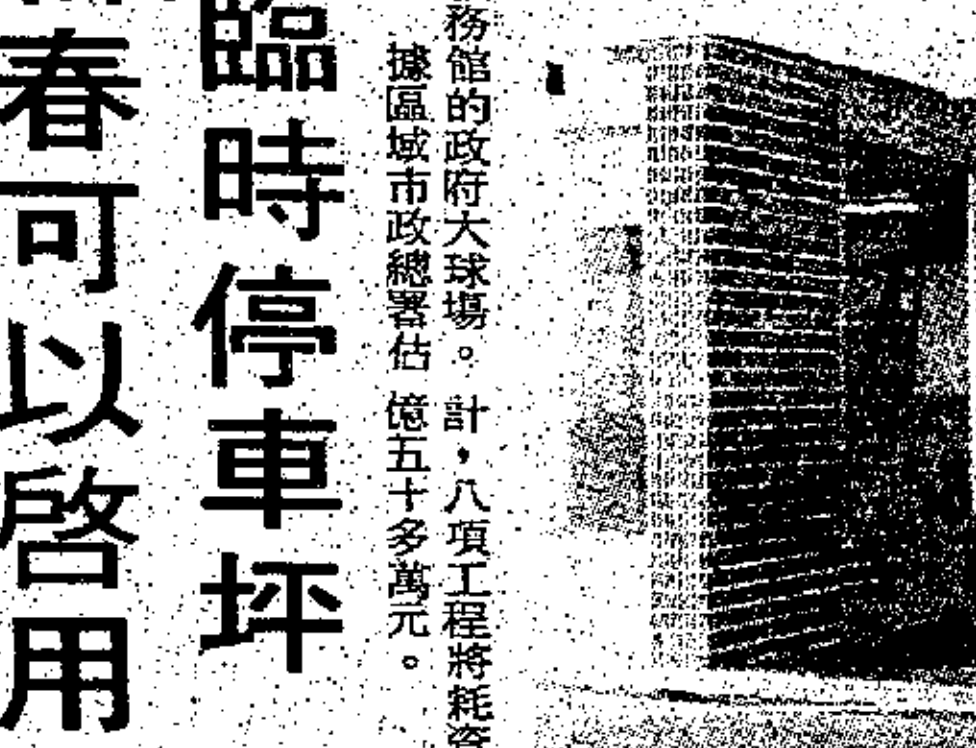 務館的政府大球場。
據區域市政總署估
計，八項工程將耗資
億五十多萬元。
臨時停車坪
春可以啓用